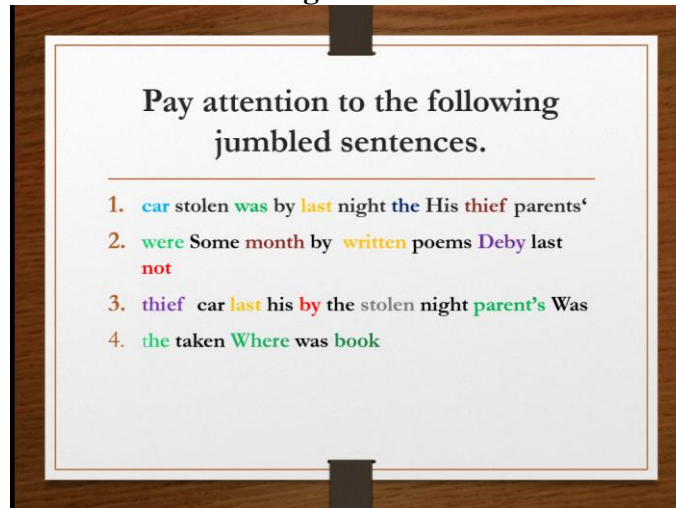 Pay attention to the following
jumbled sentences.
1. car stolen was by last night the His thief parents‘
2. were Some month by written poems Deby last
not
3. thief car last his by the stolen night parent’s Was
4. the taken Where was book